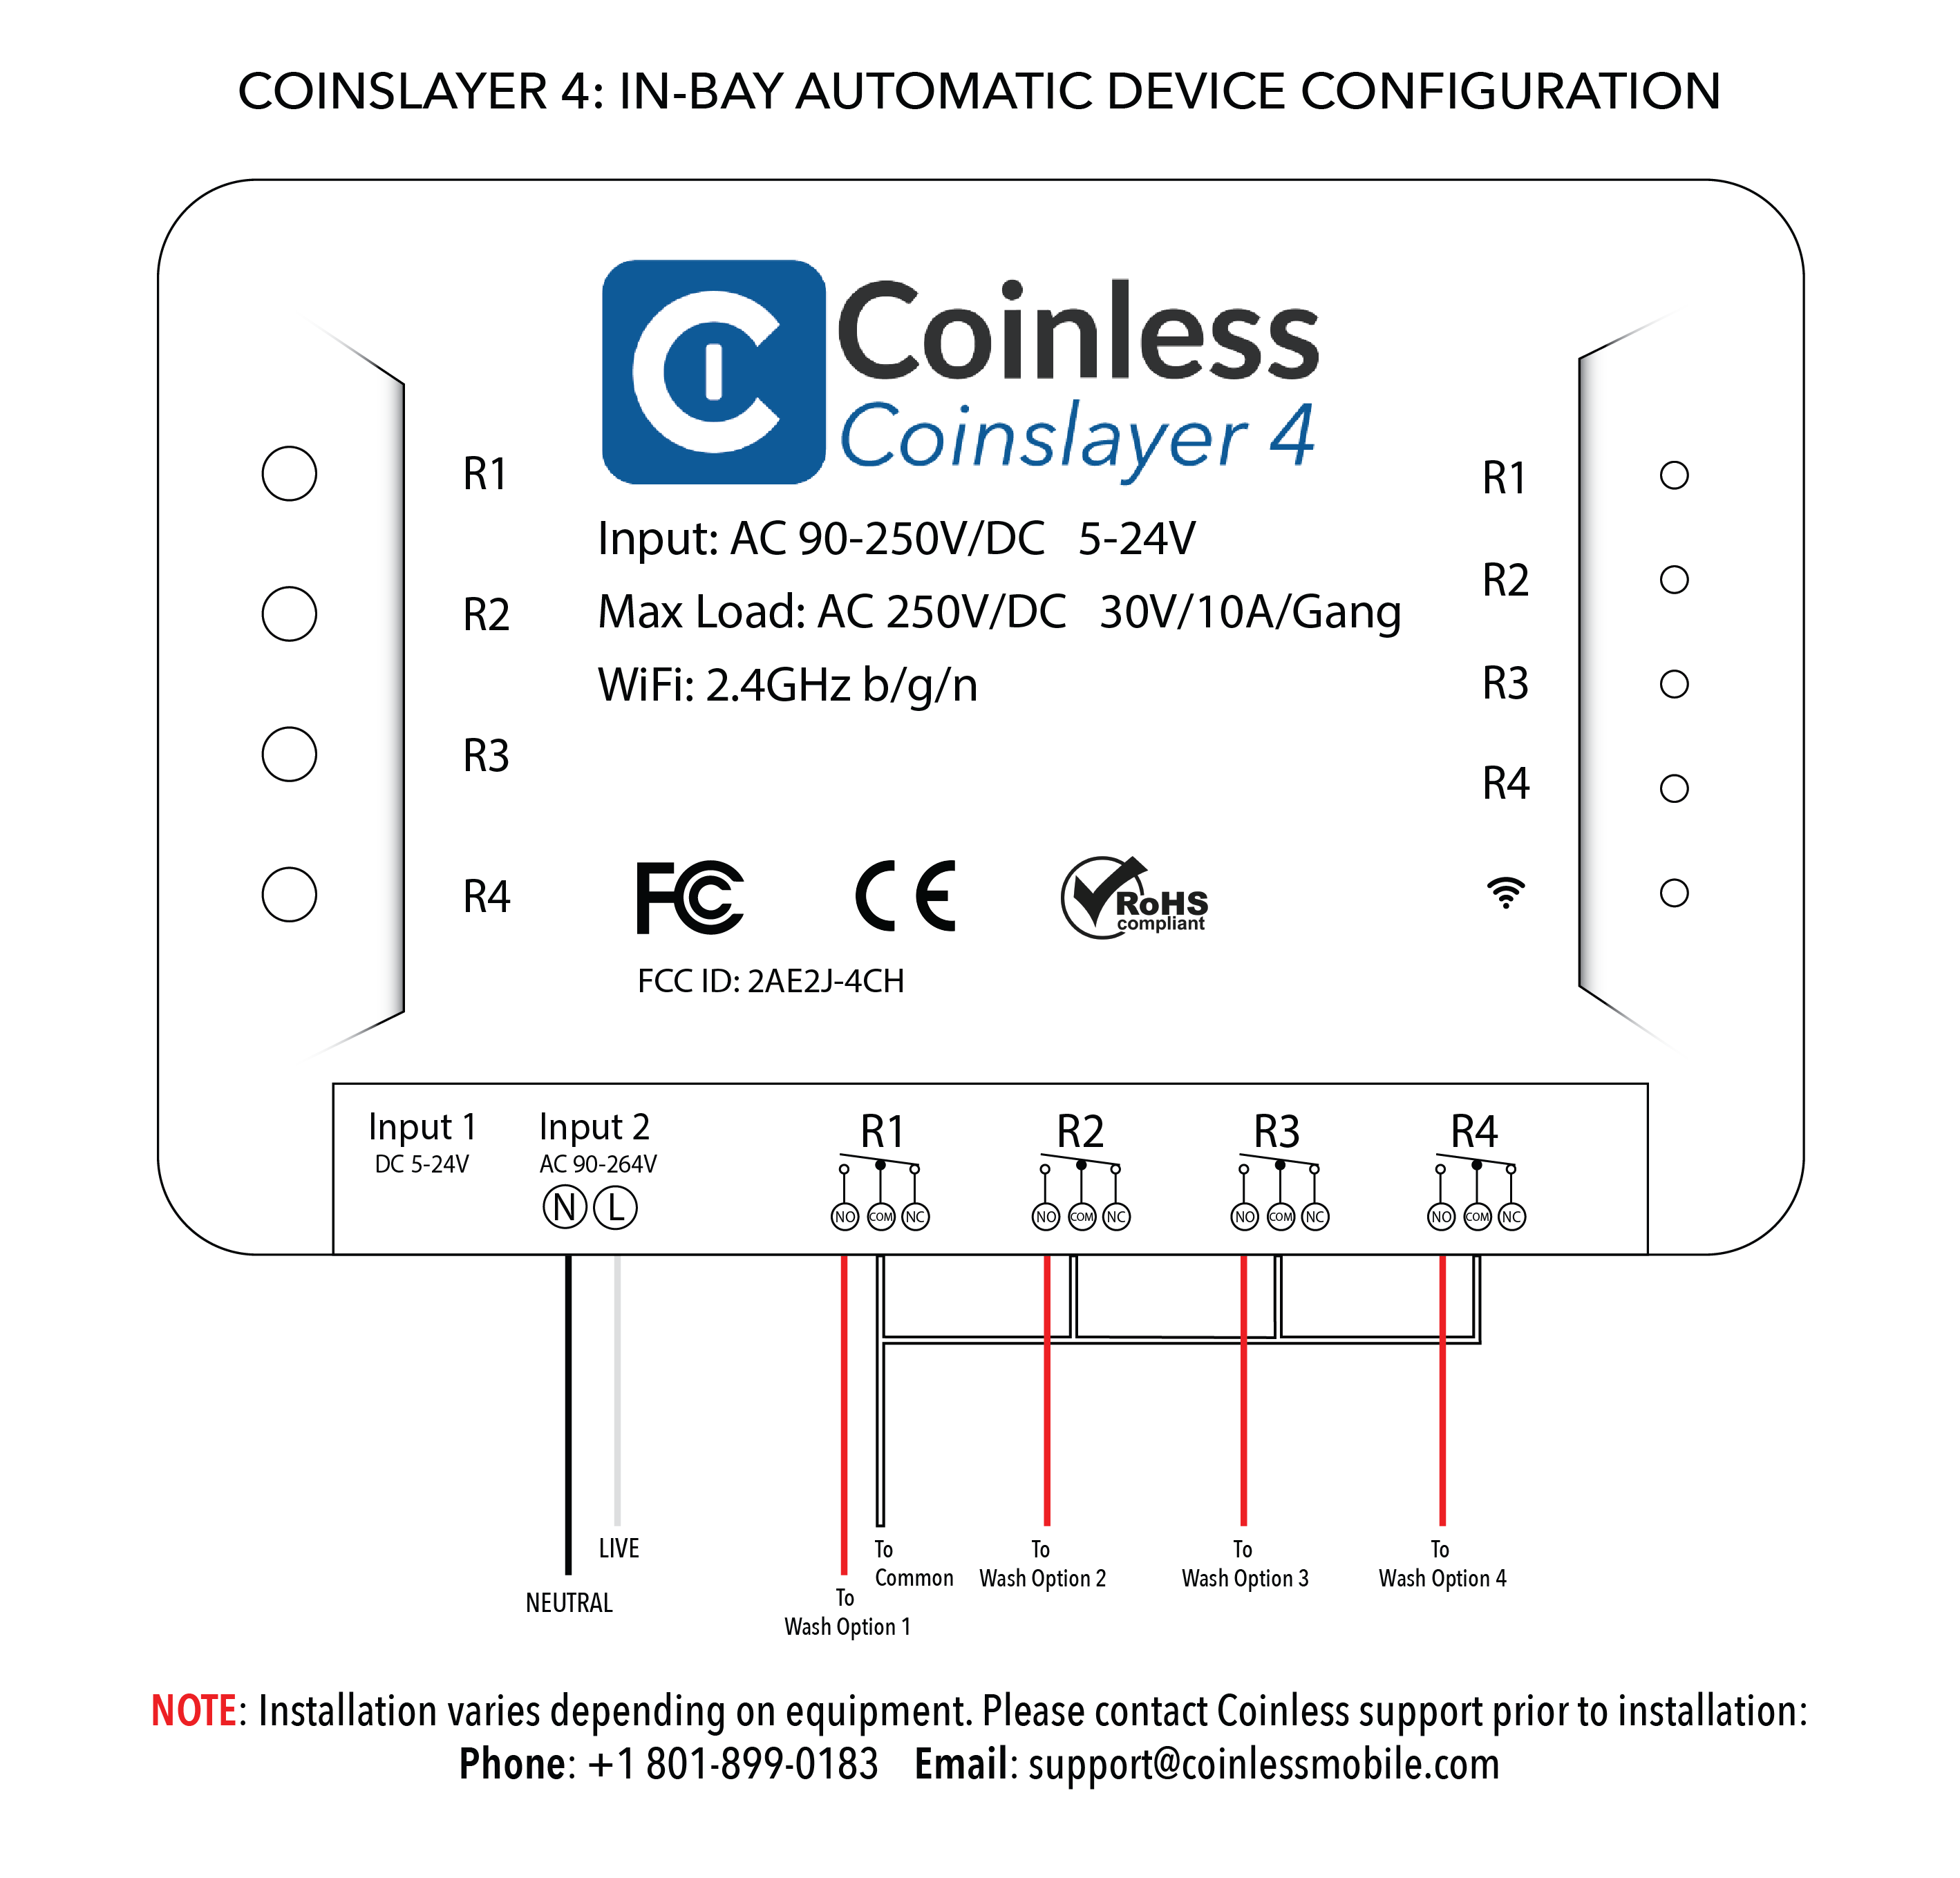 COINSLAYER 4: IN-BAY AUTOMATIC DEVICE CONFIGURATION
Coinless
Coinslayer 4
Input: AC 90-250V/DC 5-24V
Max Load: AC 250V/DC 30V/10A/Gang
WiFi: 2.4GHz b/g/n
R1
R2
R3
R4
R1
R2
R3
R4
FC
CE
RoHS
compliant
FCC ID: 2AE2J-4CH
Input 1
DC 5-24V
Input 2
AC 90-264V
N L
R1
NO COM NC
R2
NO COM NC
R3
NO COM NC
R4
NO COM NC
LIVE
NEUTRAL
To
Wash Option 1
To
Common
To
Wash Option 2
To
Wash Option 3
To
Wash Option 4
NOTE: Installation varies depending on equipment. Please contact Coinless support prior to installation:
Phone: +1 801-899-0183 Email: support@coinlessmobile.com